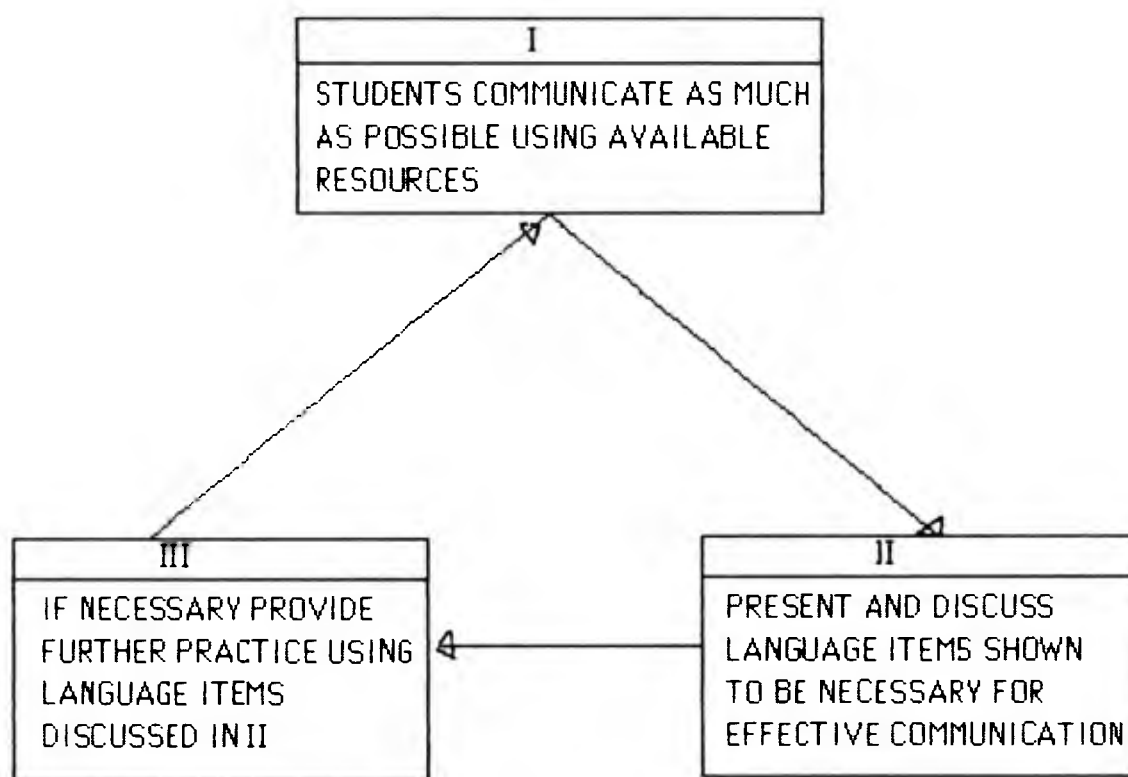 I
STUDENTS COMMUNICATE AS MUCH
AS POSSIBLE USING AVAILABLE
RESOURCES
III
IF NECESSARY PROVIDE
FURTHER PRACTICE USING
LANGUAGE ITEMS
DISCUSSED IN II
II
PRESENT AND DISCUSS
LANGUAGE ITEMS SHOWN
TO BE NECESSARY FOR
EFFECTIVE COMMUNICATION